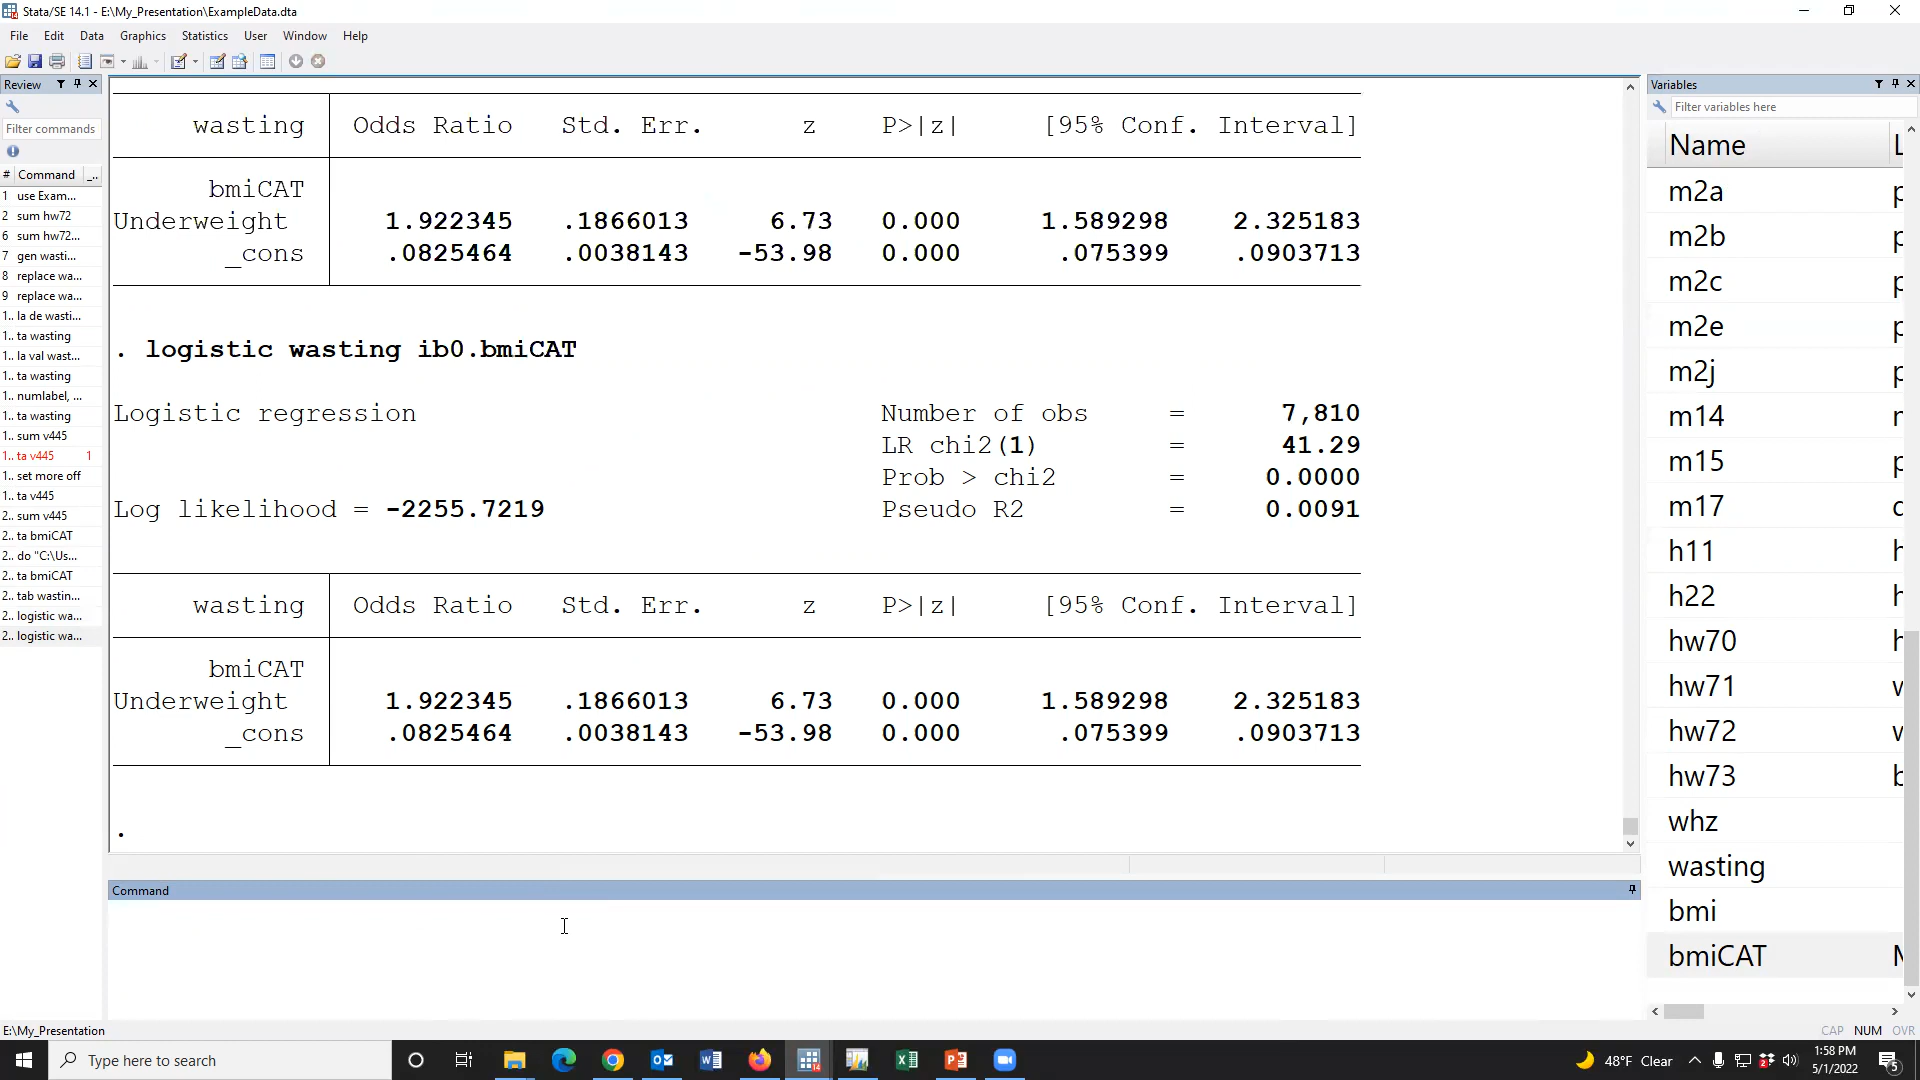 Stata/SE 14.1 - E:\My_Presentation\ExampleData.dta
File Edit Data Graphics Statistics User Window Help
Review
Filter commands
# Command _..
1 use Exam...
2 sum hw72
6 sum hw72...
7 gen wasti...
8 replace wa...
9 replace wa...
1.. la de wasti...
1.. ta wasting
1.. la val wast...
1.. ta wasting
1.. numlabel, ...
1.. ta wasting
1.. sum v445
1.. ta v445 1
1.. set more off
1.. ta v445
2.. sum v445
2.. ta bmiCAT
2.. do "C:\Us...
2.. ta bmiCAT
2.. tab wastin...
2.. logistic wa...
2.. logistic wa...
wasting Odds Ratio Std. Err. z P>|z| [95% Conf. Interval]
bmiCAT
Underweight 1.922345 .1866013 6.73 0.000 1.589298 2.325183
_cons .0825464 .0038143 -53.98 0.000 .075399 .0903713
. logistic wasting ib0.bmiCAT
Logistic regression Number of obs = 7,810
LR chi2(1) = 41.29
Prob > chi2 = 0.0000
Log likelihood = -2255.7219 Pseudo R2 = 0.0091
wasting Odds Ratio Std. Err. z P>|z| [95% Conf. Interval]
bmiCAT
Underweight 1.922345 .1866013 6.73 0.000 1.589298 2.325183
_cons .0825464 .0038143 -53.98 0.000 .075399 .0903713
.
Command
Variables
Filter variables here
Name L
m2a p
m2b p
m2c p
m2e p
m2j p
m14 n
m15 p
m17 c
h11 h
h22 h
hw70 h
hw71 w
hw72 w
hw73 b
whz
wasting
bmi
bmiCAT M
E:\My_Presentation
CAP NUM OVR
Type here to search
14
48°F Clear
1:58 PM
5/1/2022
5